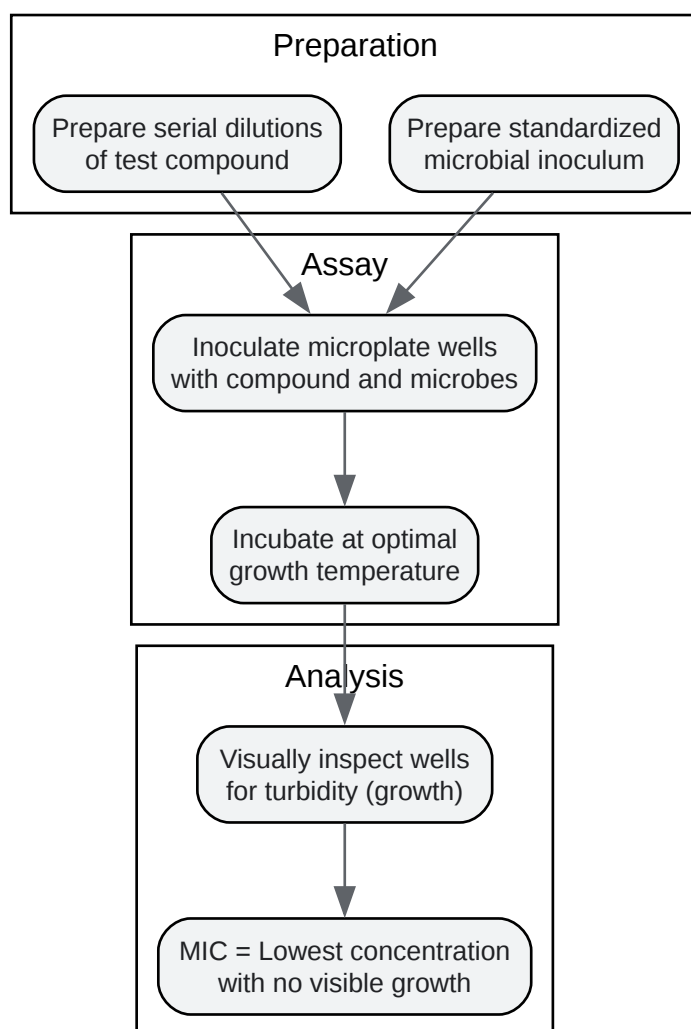 Preparation
Prepare serial dilutions
of test compound
Prepare standardized
microbial inoculum
Assay
Inoculate microplate wells
with compound and microbes
Incubate at optimal
growth temperature
Analysis
Visually inspect wells
for turbidity (growth)
MIC = Lowest concentration
with no visible growth